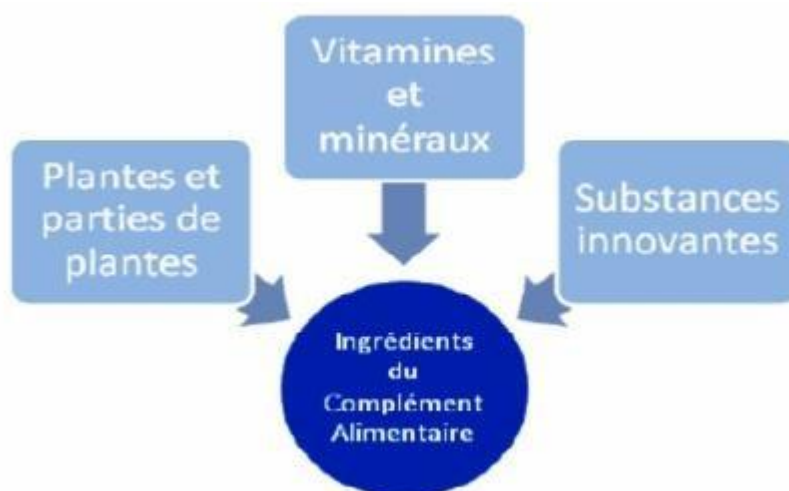 Vitamines
et
minéraux
Plantes et
parties de
plantes
Substances
innovantes
Ingrédients
du
Complément
Alimentaire